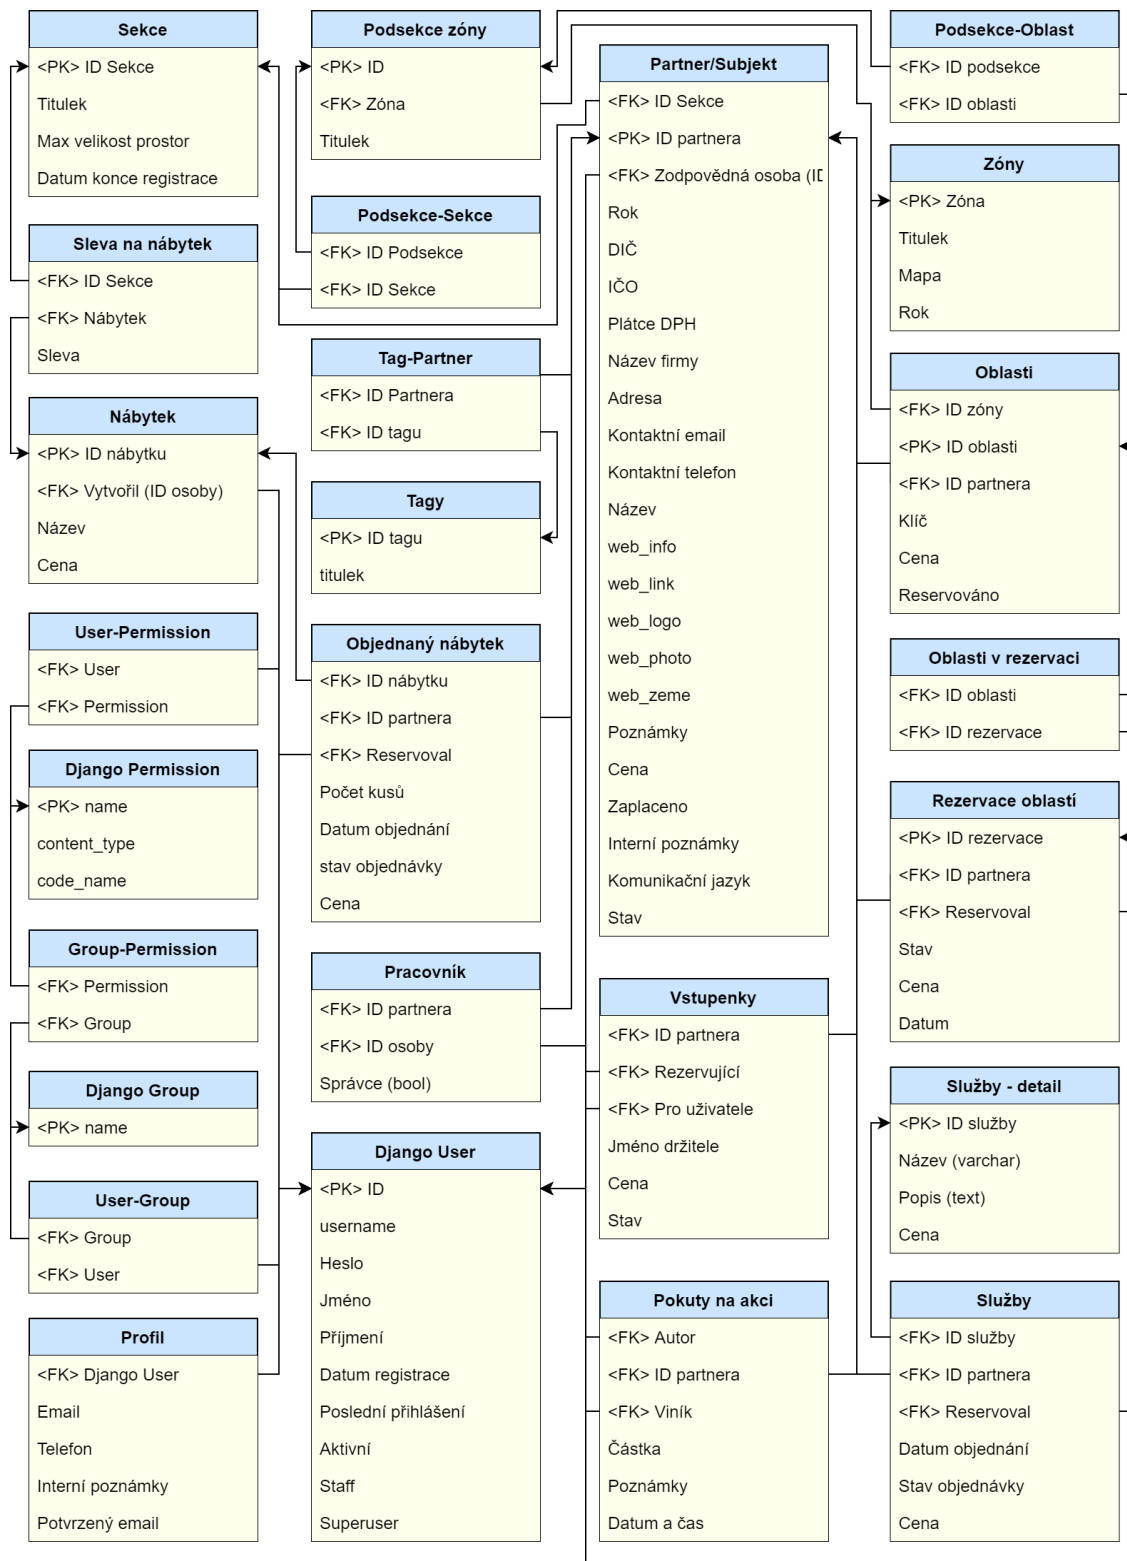 Sekce
<PK> ID Sekce
Titulek
Max velikost prostor
Datum konce registrace
Sleva na nábytek
<FK> ID Sekce
<FK> Nábytek
Sleva
Nábytek
<PK> ID nábytku
<FK> Vytvořil (ID osoby)
Název
Cena
User-Permission
<FK> User
<FK> Permission
Django Permission
<PK> name
content_type
code_name
Group-Permission
<FK> Permission
<FK> Group
Django Group
<PK> name
User-Group
<FK> Group
<FK> User
Profil
<FK> Django User
Email
Telefon
Interní poznámky
Potvrzený email
Podsekce zóny
<PK> ID
<FK> Zóna
Titulek
Podsekce-Sekce
<FK> ID Podsekce
<FK> ID Sekce
Tag-Partner
<FK> ID Partnera
<FK> ID tagu
Tagy
<PK> ID tagu
titulek
Objednaný nábytek
<FK> ID nábytku
<FK> ID partnera
<FK> Reservoval
Počet kusů
Datum objednání
stav objednávky
Cena
Pracovník
<FK> ID partnera
<FK> ID osoby
Správce (bool)
Django User
<PK> ID
username
Heslo
Jméno
Příjmení
Datum registrace
Poslední přihlášení
Aktivní
Staff
Superuser
Partner/Subjekt
<FK> ID Sekce
<PK> ID partnera
<FK> Zodpovědná osoba (ID
Rok
DIČ
IČO
Plátce DPH
Název firmy
Adresa
Kontaktní email
Kontaktní telefon
Název
web_info
web_link
web_logo
web_photo
web_zeme
Poznámky
Cena
Zaplaceno
Interní poznámky
Komunikační jazyk
Stav
Vstupenky
<FK> ID partnera
<FK> Rezervující
<FK> Pro uživatele
Jméno držitele
Cena
Stav
Pokuty na akci
<FK> Autor
<FK> ID partnera
<FK> Viník
Částka
Poznámky
Datum a čas
Podsekce-Oblast
<FK> ID podsekce
<FK> ID oblasti
Zóny
<PK> Zóna
Titulek
Mapa
Rok
Oblasti
<FK> ID zóny
<PK> ID oblasti
<FK> ID partnera
Klíč
Cena
Reservováno
Oblasti v rezervaci
<FK> ID oblasti
<FK> ID rezervace
Rezervace oblastí
<PK> ID rezervace
<FK> ID partnera
<FK> Reservoval
Stav
Cena
Datum
Služby - detail
<PK> ID služby
Název (varchar)
Popis (text)
Cena
Služby
<FK> ID služby
<FK> ID partnera
<FK> Reservoval
Datum objednání
Stav objednávky
Cena